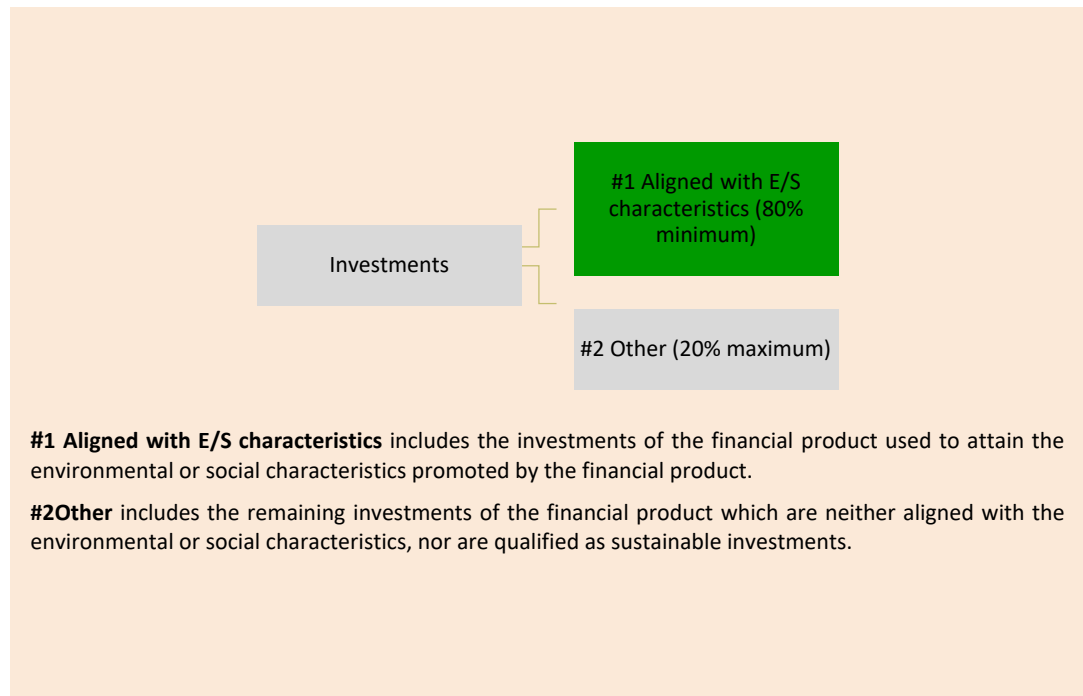 #1 Aligned with E/S
characteristics (80%
minimum)
Investments
#2 Other (20% maximum)
#1 Aligned with E/S characteristics includes the investments of the financial product used to attain the
environmental or social characteristics promoted by the financial product.
#2Other includes the remaining investments of the financial product which are neither aligned with the
environmental or social characteristics, nor are qualified as sustainable investments.